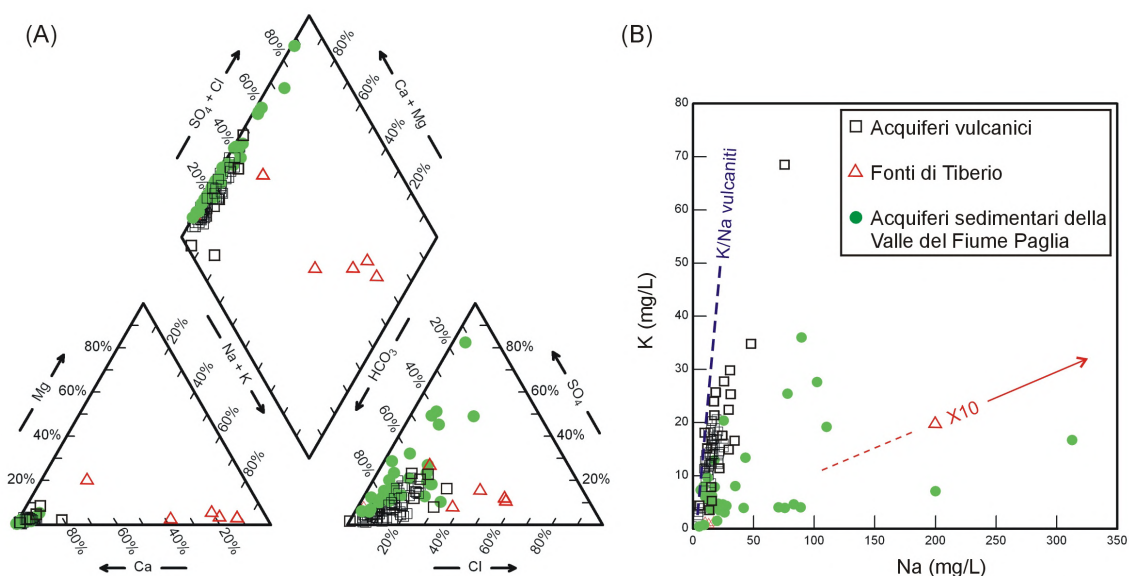 (A)
80%
80%
60%
60%
40%
40%
20%
20%
SO₄ + Cl
Ca + Mg
Na + K
HCO₃
Mg
80%
60%
40%
20%
20%
40%
60%
80%
80%
60%
40%
20%
Ca
20%
40%
60%
80%
SO₄
80%
60%
40%
20%
20%
40%
60%
80%
Cl
(B)
80
70
60
50
40
30
20
10
0
K (mg/L)
0
50
100
150
200
250
300
350
Na (mg/L)
K/Na vulcaniti
X10
Acquiferi vulcanici
Fonti di Tiberio
Acquiferi sedimentari della
Valle del Fiume Paglia